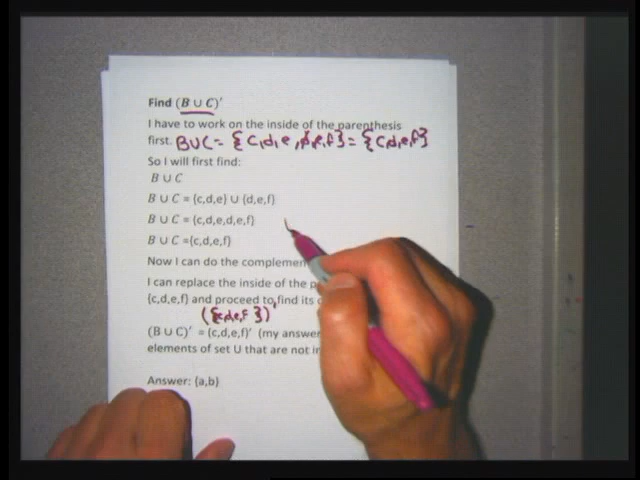 Find (B ∪ C)′
I have to work on the inside of the parenthesis
first. B∪C = {c,d,e,d,e,f} = {c,d,e,f}
So I will first find:
B ∪ C
B ∪ C = {c,d,e} ∪ {d,e,f}
B ∪ C = {c,d,e,d,e,f}
B ∪ C ={c,d,e,f}
Now I can do the complemen
I can replace the inside of the p
{c,d,e,f} and proceed to find its c
({c,d,e,f})′
(B ∪ C)′ = {c,d,e,f}′ (my answer
elements of set U that are not in
Answer: {a,b}